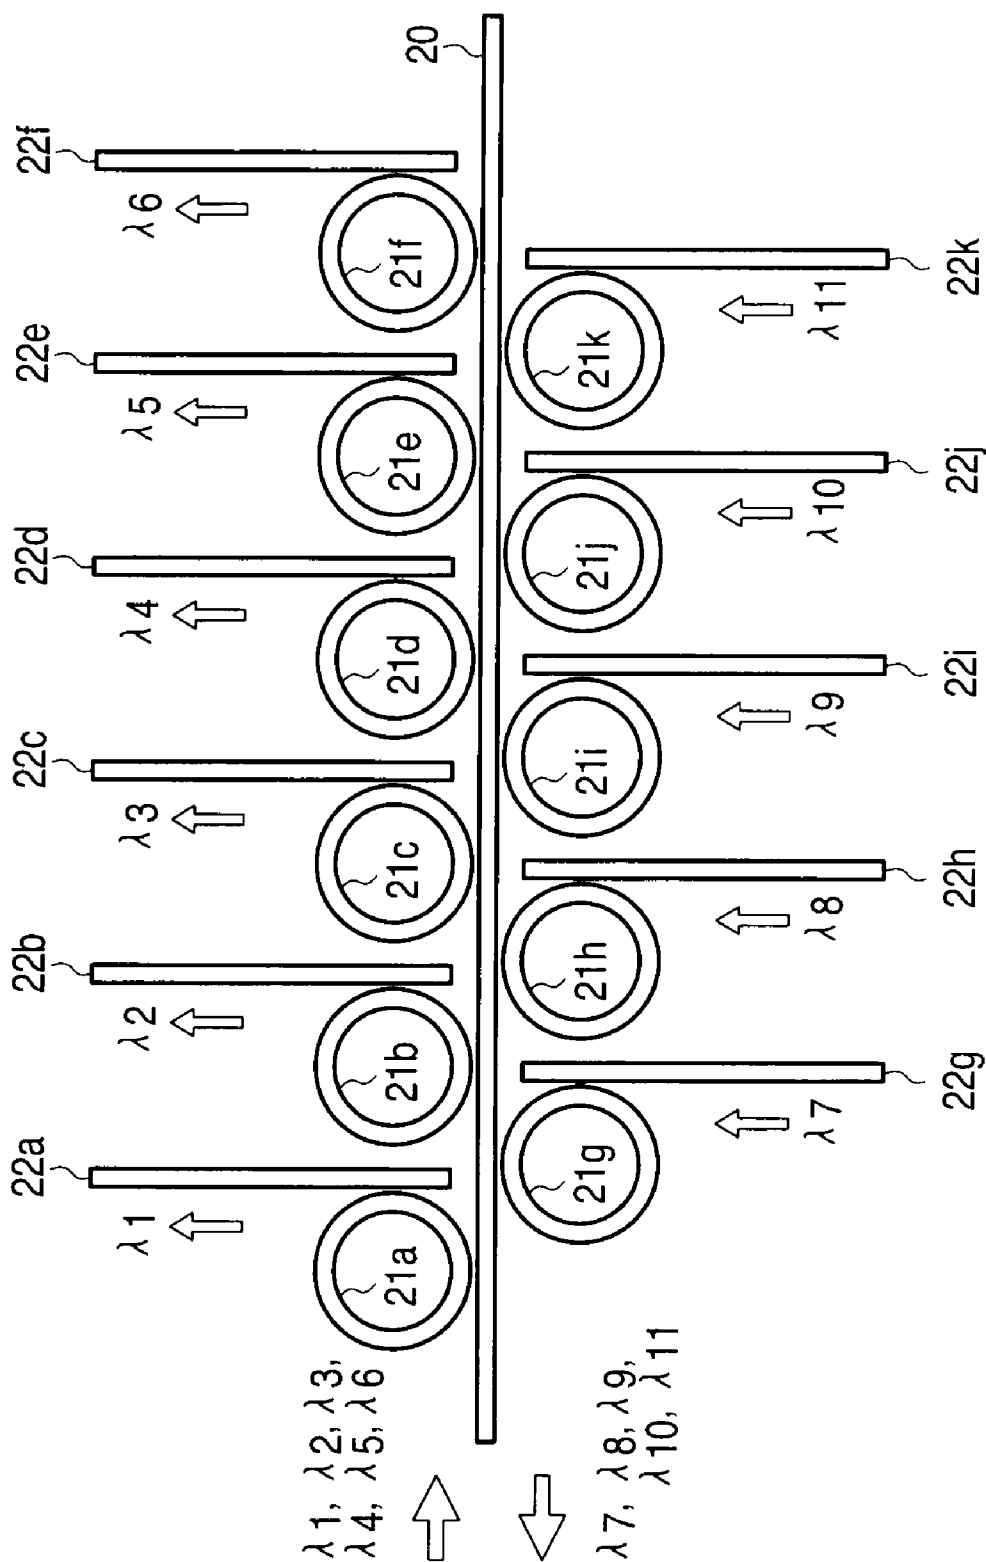 22a
22b
22c
22d
22e
22f
λ1
λ2
λ3
λ4
λ5
λ6
20
21a
21b
21c
21d
21e
21f
λ1, λ2, λ3,
λ4, λ5, λ6
λ7, λ8, λ9,
λ10, λ11
21g
21h
21i
21j
21k
λ7
λ8
λ9
λ10
λ11
22g
22h
22i
22j
22k